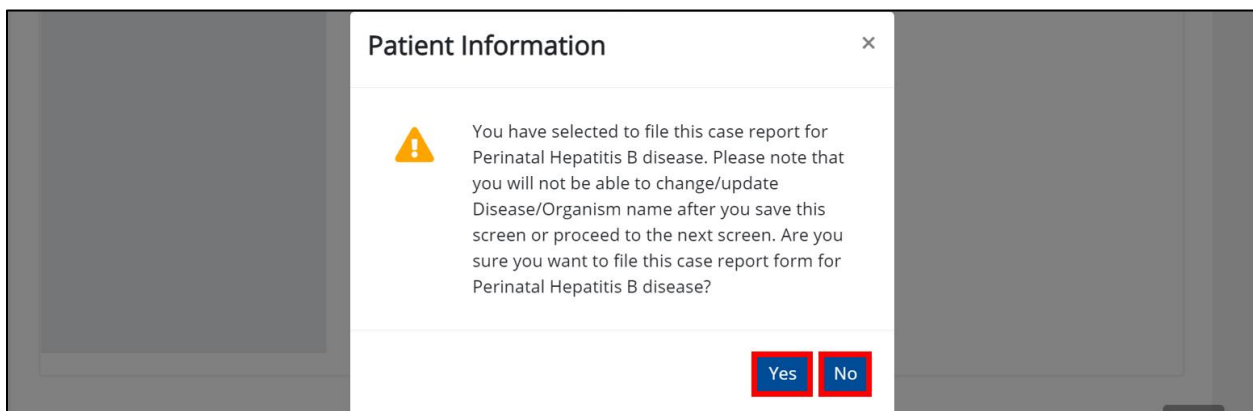 Patient Information
×
You have selected to file this case report for
Perinatal Hepatitis B disease. Please note that
you will not be able to change/update
Disease/Organism name after you save this
screen or proceed to the next screen. Are you
sure you want to file this case report form for
Perinatal Hepatitis B disease?
Yes No